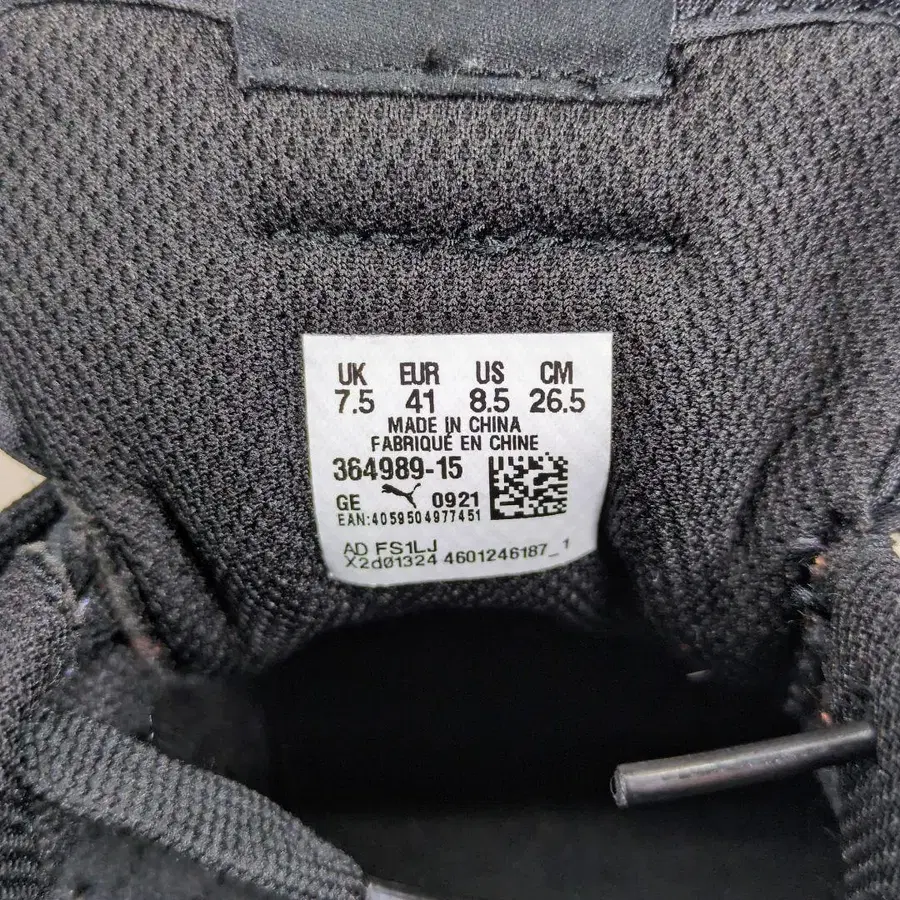 UK EUR US CM
7.5 41 8.5 26.5
MADE IN CHINA
FABRIQUÉ EN CHINE
364989-15
GE 0921
EAN:4059504977451
AD FS1LJ
X2d01324 4601246187_1